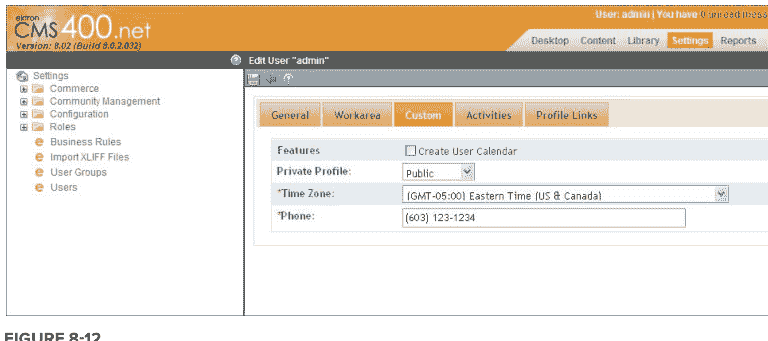 User: admin | You have 0 unread mess
ektron
CMS400.net
Version: 8.02 (Build 8.0.2.032)
Desktop Content Library Settings Reports
Edit User "admin"
Settings
Commerce
Community Management
Configuration
Roles
Business Rules
Import XLIFF Files
User Groups
Users
General Workarea Custom Activities Profile Links
Features Create User Calendar
Private Profile: Public
*Time Zone: (GMT-05:00) Eastern Time (US & Canada)
*Phone: (603) 123-1234
FIGURE 8-12